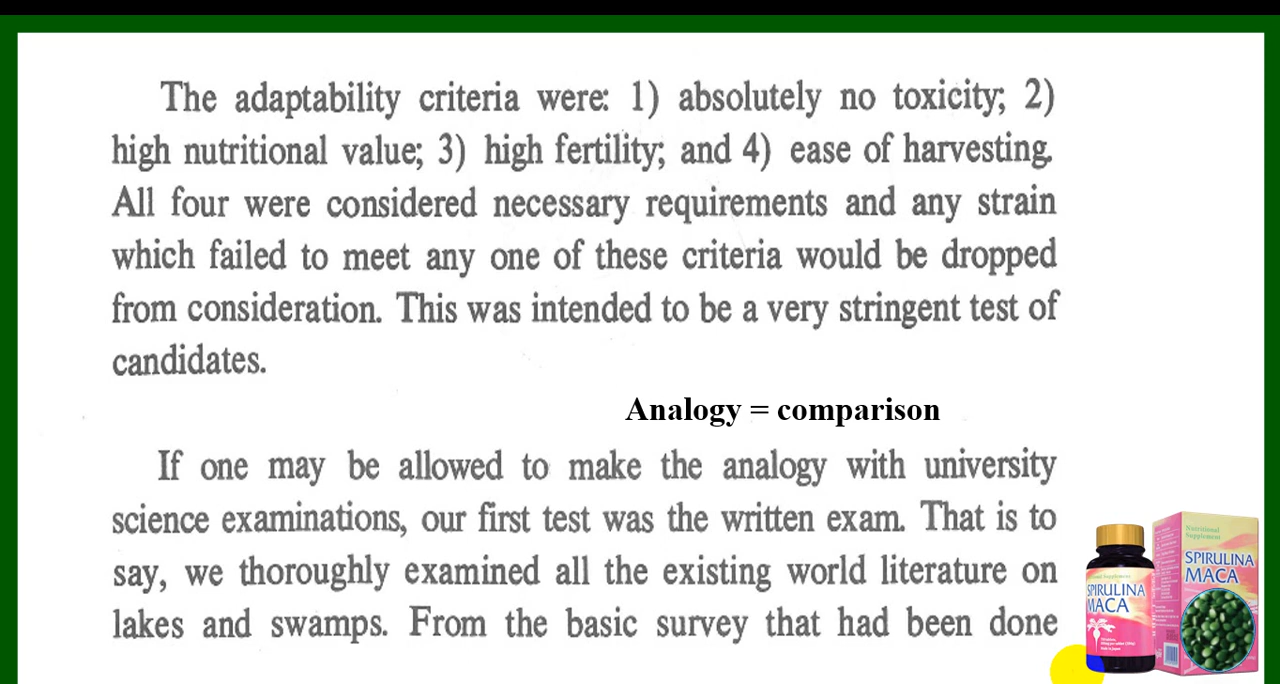 The adaptability criteria were: 1) absolutely no toxicity; 2)
high nutritional value; 3) high fertility; and 4) ease of harvesting.
All four were considered necessary requirements and any strain
which failed to meet any one of these criteria would be dropped
from consideration. This was intended to be a very stringent test of
candidates.
Analogy = comparison
If one may be allowed to make the analogy with university
science examinations, our first test was the written exam. That is to
say, we thoroughly examined all the existing world literature on
lakes and swamps. From the basic survey that had been done
Nutritional
Supplement
SPIRULINA
MACA
SPIRULINA
MACA